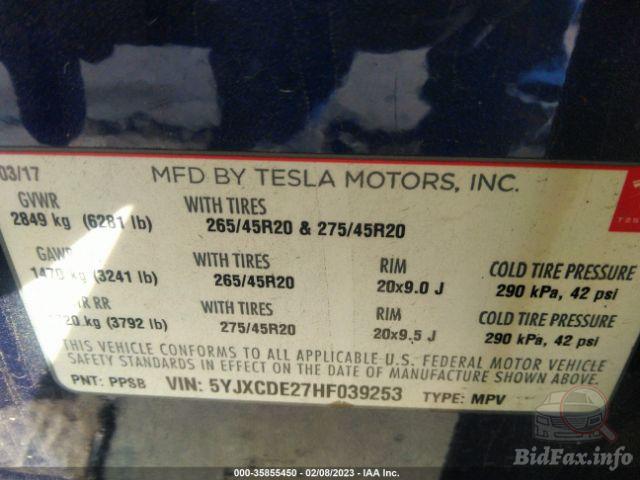 03/17 MFD BY TESLA MOTORS, INC.
GVWR WITH TIRES
2849 kg (6281 lb) 265/45R20 & 275/45R20
GAWR WITH TIRES RIM COLD TIRE PRESSURE
1470 kg (3241 lb) 265/45R20 20x9.0 J 290 kPa, 42 psi
RR WITH TIRES RIM COLD TIRE PRESSURE
1720 kg (3792 lb) 275/45R20 20x9.5 J 290 kPa, 42 psi
THIS VEHICLE CONFORMS TO ALL APPLICABLE U.S. FEDERAL MOTOR VEHICLE
SAFETY STANDARDS IN EFFECT ON THE DATE OF MANUFACTURE SHOWN ABOVE.
PNT: PPSB VIN: 5YJXCDE27HF039253 TYPE: MPV
BidFax.info
000-35855450 - 02/08/2023 - IAA Inc.